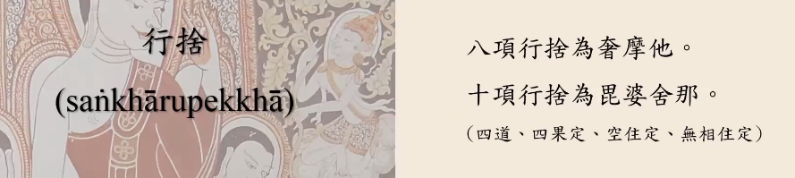 行捨
(saṅkhārupekkhā)
八項行捨為奢摩他。
十項行捨為毘婆舍那。
（四道、四果定、空住定、無相住定）